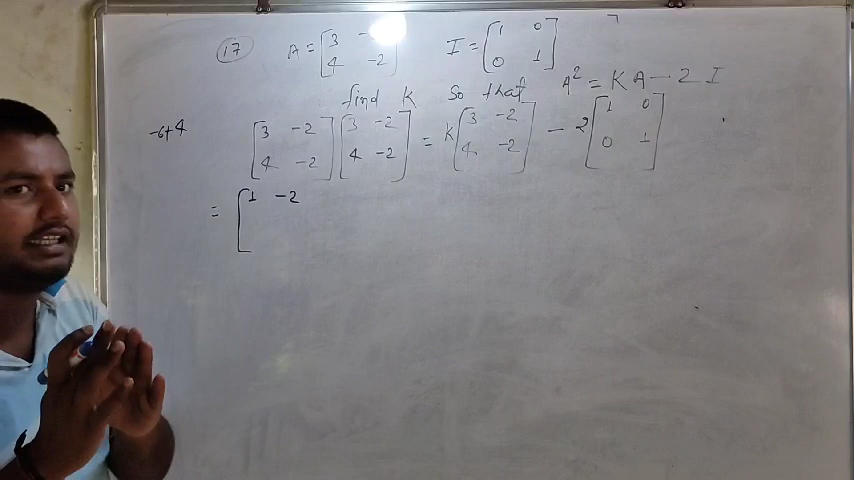 17 A = [3 -
4 -2] I = [1 0
0 1]
find K so that A² = KA - 2I
-6+4 [3 -2
4 -2] [3 -2
4 -2] = K [3 -2
4 -2] - 2 [1 0
0 1]
= [1 -2